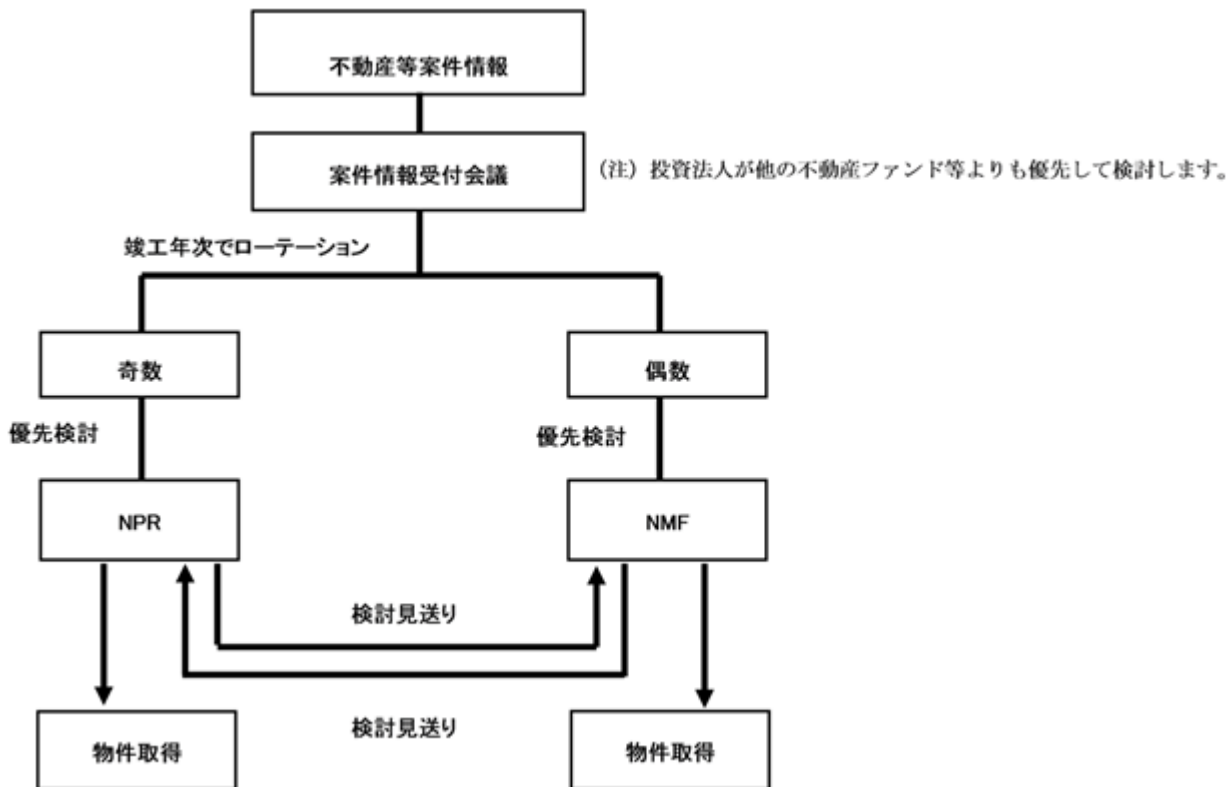 不動産等案件情報
案件情報受付会議
(注) 投資法人が他の不動産ファンド等よりも優先して検討します。
竣工年次でローテーション
奇数
偶数
優先検討
優先検討
NPR
NMF
検討見送り
検討見送り
物件取得
物件取得